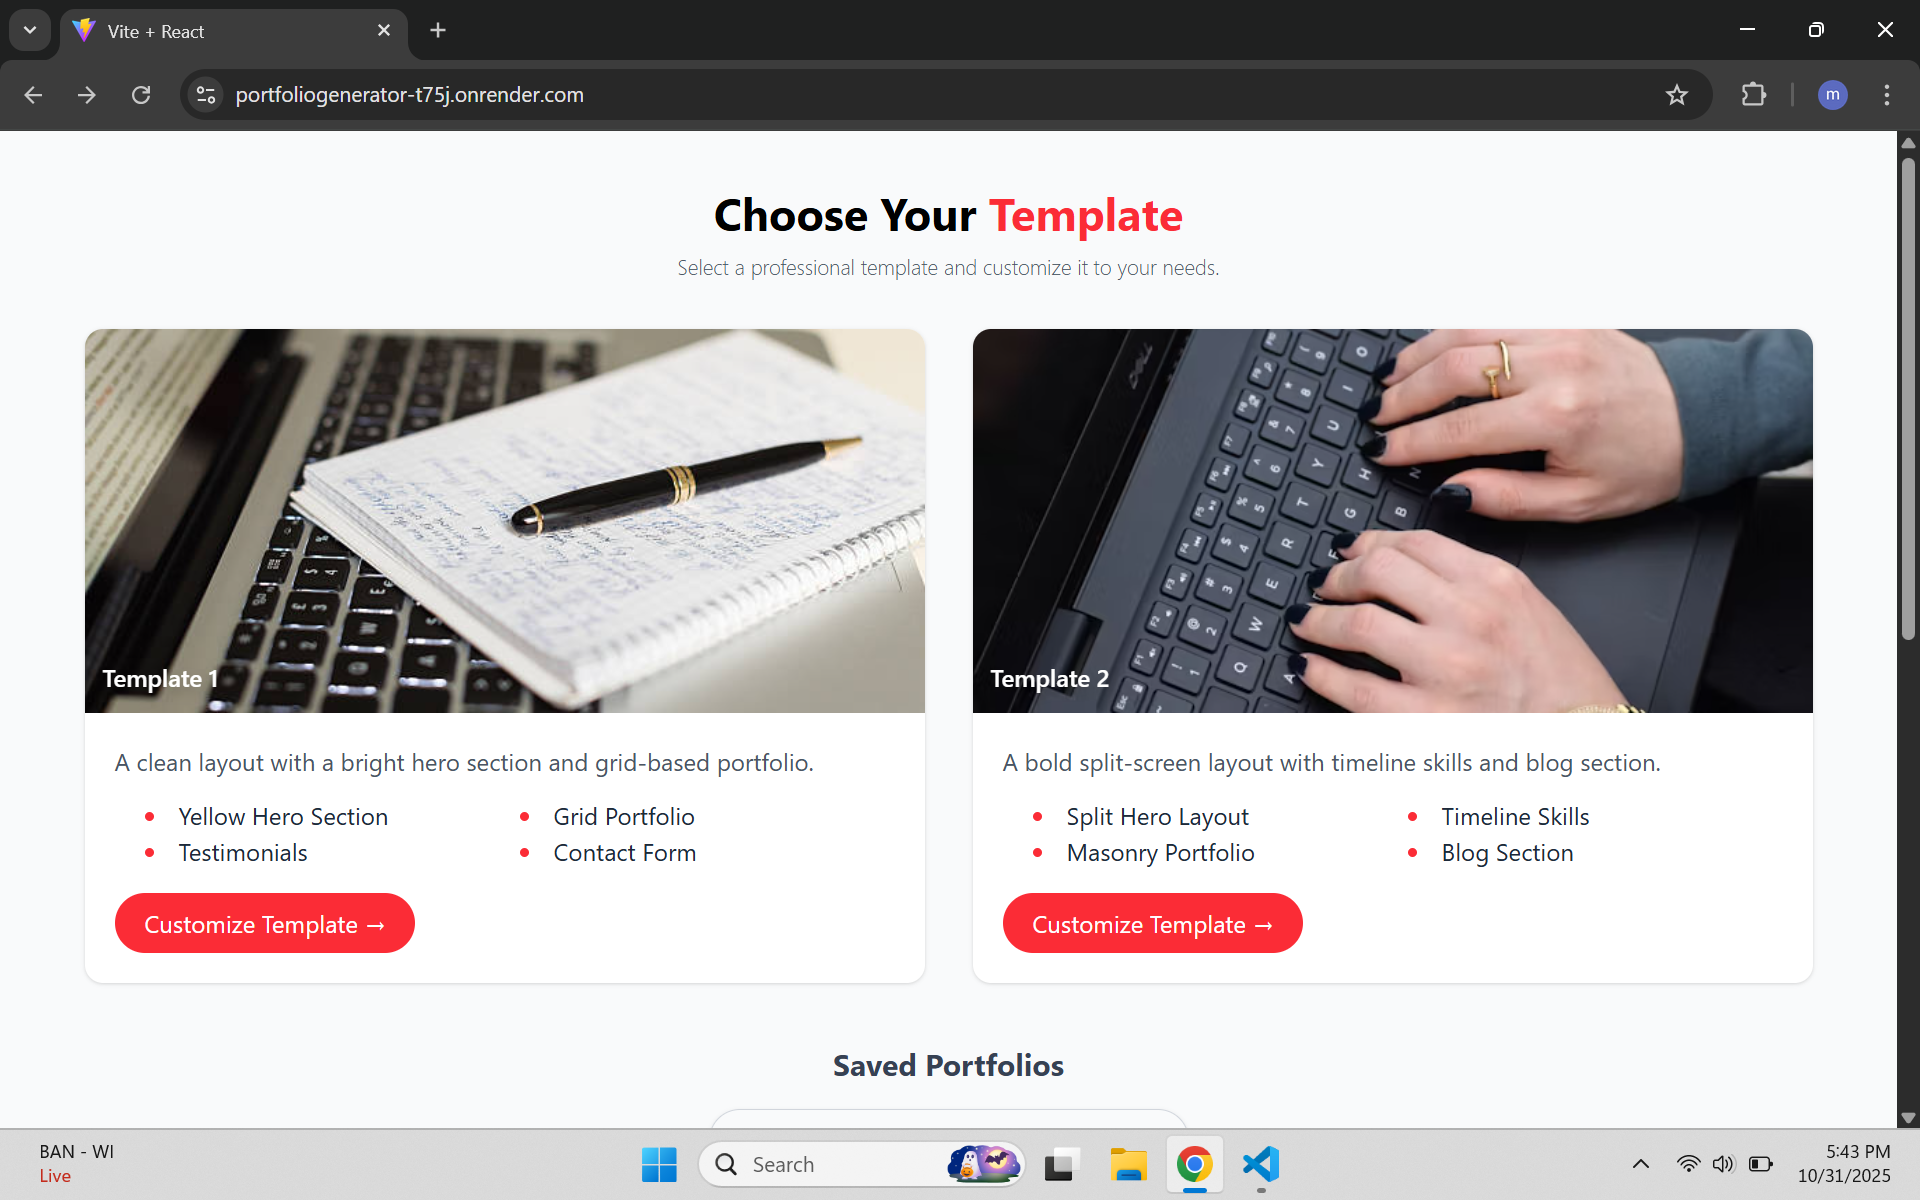 Vite + React
portfoliogenerator-t75j.onrender.com
m
Choose Your Template
Select a professional template and customize it to your needs.
Template 1
Template 2
A clean layout with a bright hero section and grid-based portfolio.
Yellow Hero Section
Grid Portfolio
Testimonials
Contact Form
Customize Template →
A bold split-screen layout with timeline skills and blog section.
Split Hero Layout
Timeline Skills
Masonry Portfolio
Blog Section
Customize Template →
Saved Portfolios
BAN - WI
Live
Search
5:43 PM
10/31/2025